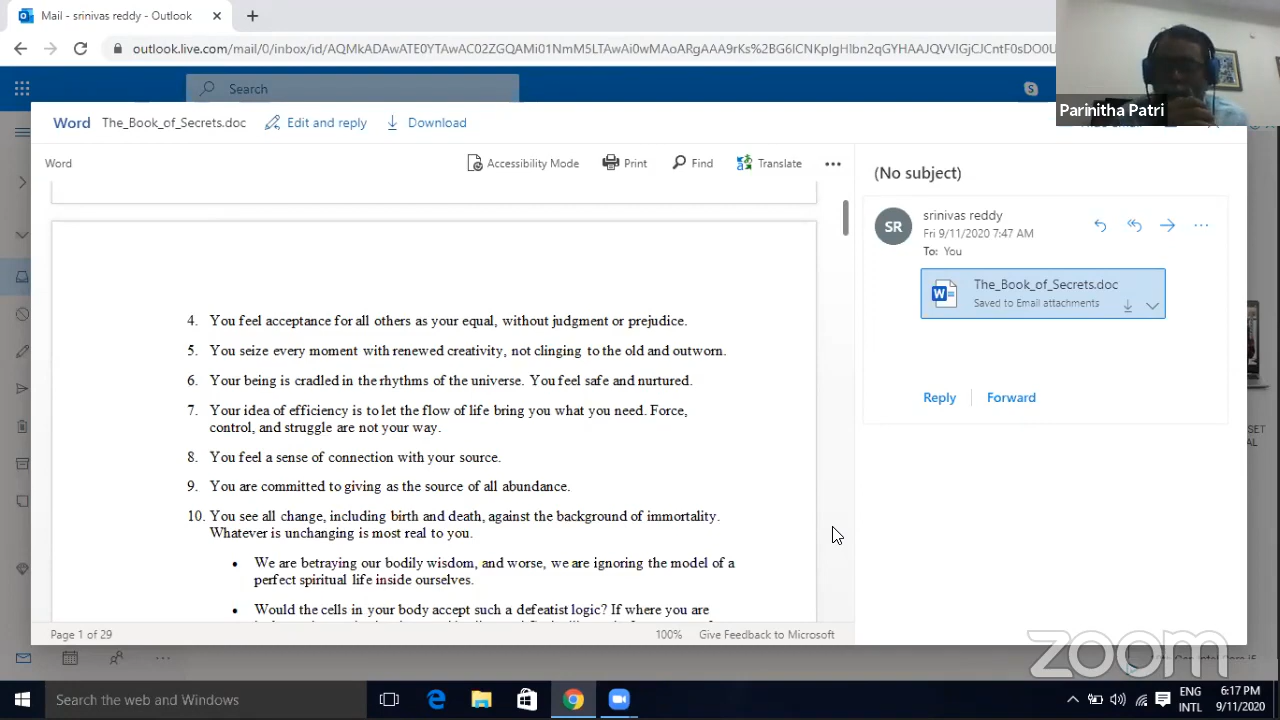 Mail - srinivas reddy - Outlook
outlook.live.com/mail/0/inbox/id/
Search
Parinitha Patri
Word The_Book_of_Secrets.doc Edit and reply Download
Word Accessibility Mode Print Find Translate
(No subject)
SR srinivas reddy
Fri 9/11/2020 7:47 AM
To: You
The_Book_of_Secrets.doc
Saved to Email attachments
Reply Forward
4. You feel acceptance for all others as your equal, without judgment or prejudice.
5. You seize every moment with renewed creativity, not clinging to the old and outworn.
6. Your being is cradled in the rhythms of the universe. You feel safe and nurtured.
7. Your idea of efficiency is to let the flow of life bring you what you need. Force,
control, and struggle are not your way.
8. You feel a sense of connection with your source.
9. You are committed to giving as the source of all abundance.
10. You see all change, including birth and death, against the background of immortality.
Whatever is unchanging is most real to you.
• We are betraying our bodily wisdom, and worse, we are ignoring the model of a
perfect spiritual life inside ourselves.
• Would the cells in your body accept such a defeatist logic? If where you are
Page 1 of 29 100% Give Feedback to Microsoft
zoom
Search the web and Windows
ENG
INTL
6:17 PM
9/11/2020